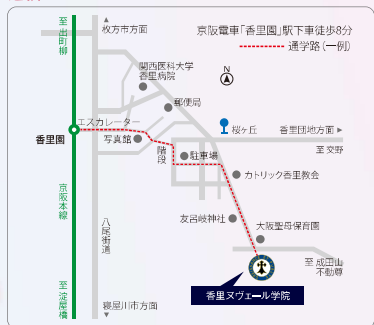 京阪電車「香里園」駅下車徒歩8分
通学路(一例)
至出町柳
▲枚方市方面
関西医科大学
香里病院
N
郵便局
エスカレーター
桜ヶ丘
香里団地方面▶
香里園
写真館
至交野
階段
駐車場
カトリック香里教会
京阪本線
八尾街道
友呂岐神社
大阪聖母保育園
至 成田山
不動尊
至淀屋橋
香里ヌヴェール学院
寝屋川市方面
▼